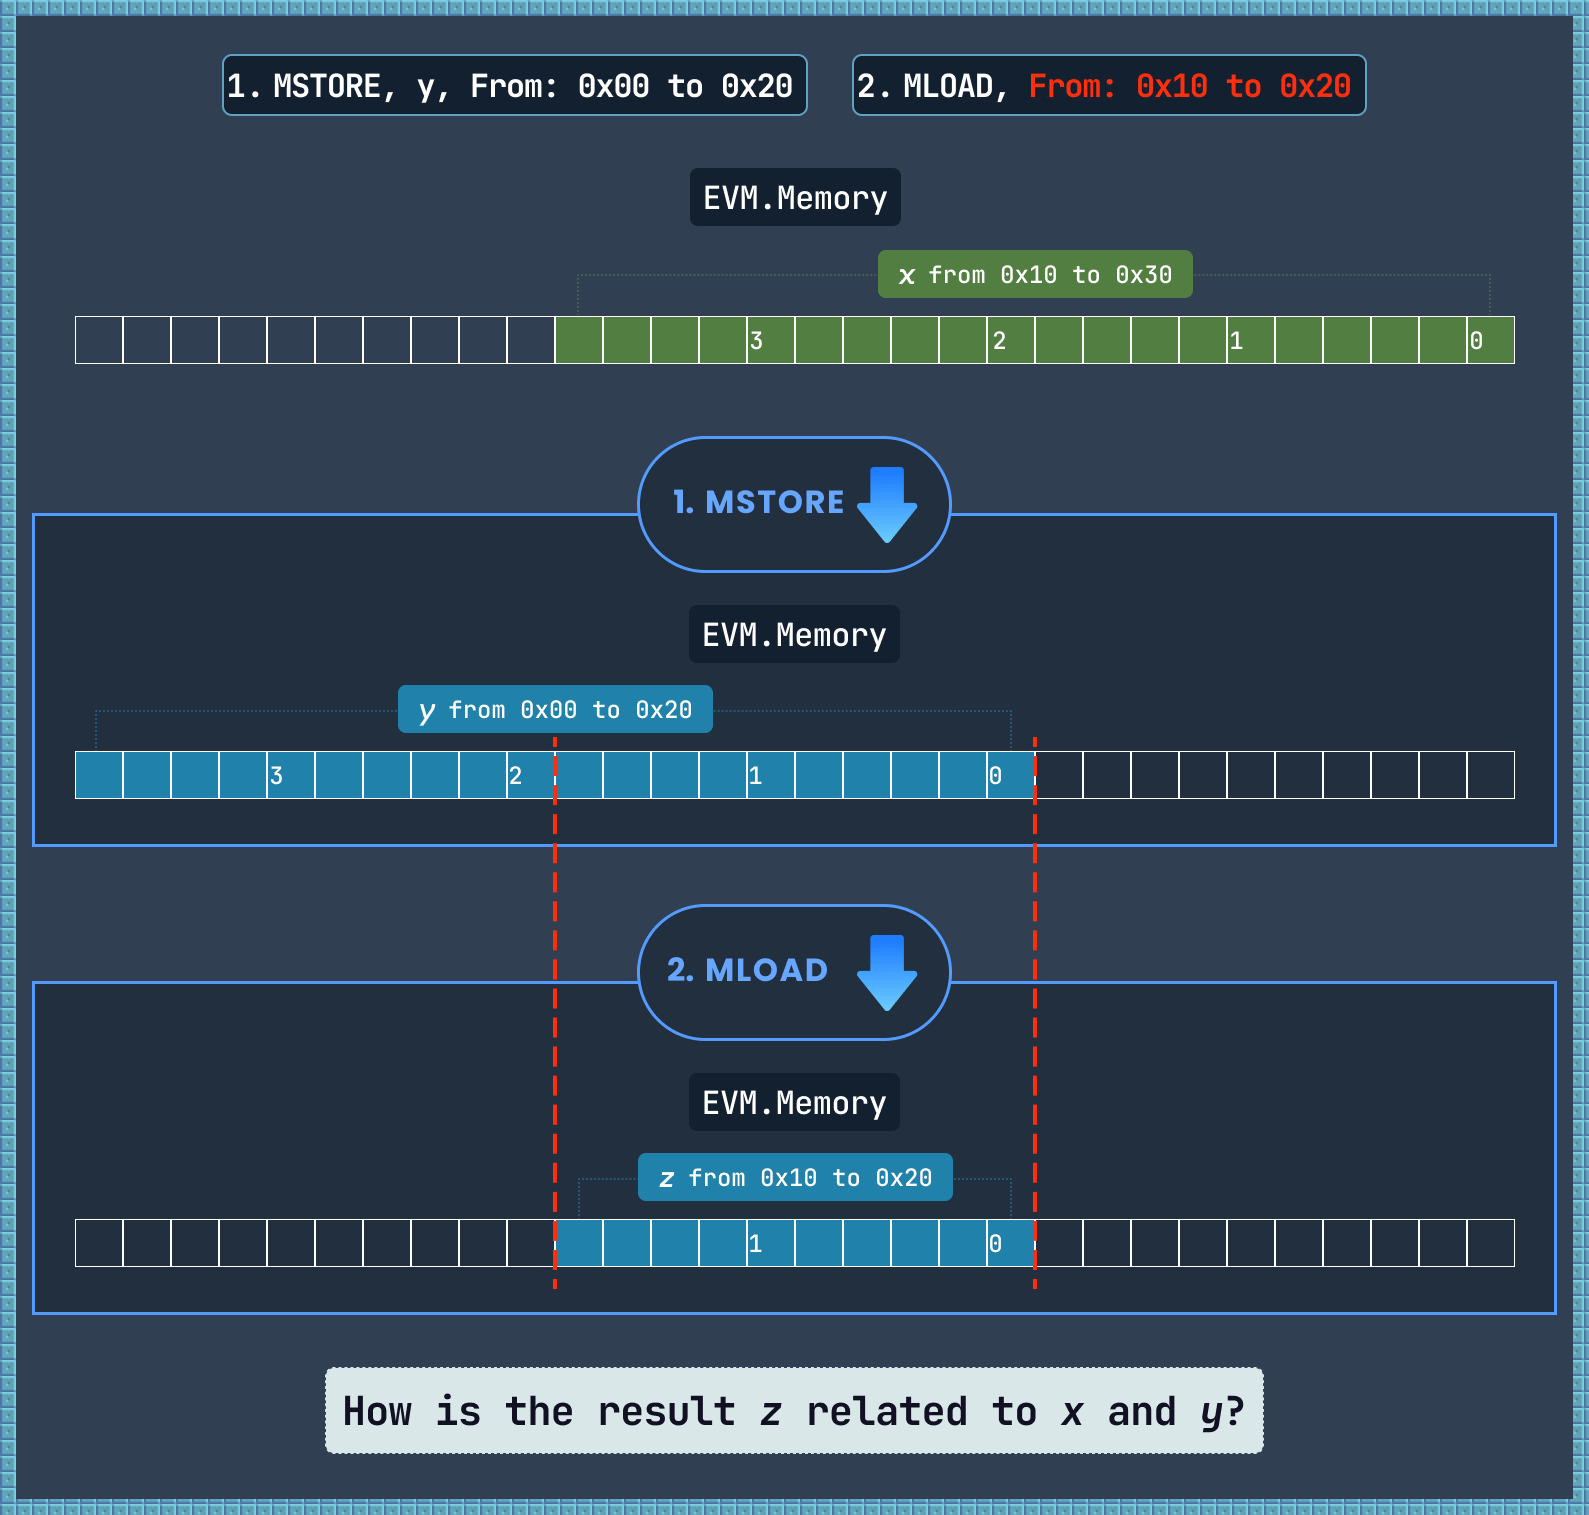 1. MSTORE, y, From: 0x00 to 0x20
2. MLOAD, From: 0x10 to 0x20
EVM.Memory
x from 0x10 to 0x30
3 2 1 0
1. MSTORE
EVM.Memory
y from 0x00 to 0x20
3 2 1 0
2. MLOAD
EVM.Memory
z from 0x10 to 0x20
1 0
How is the result z related to x and y?